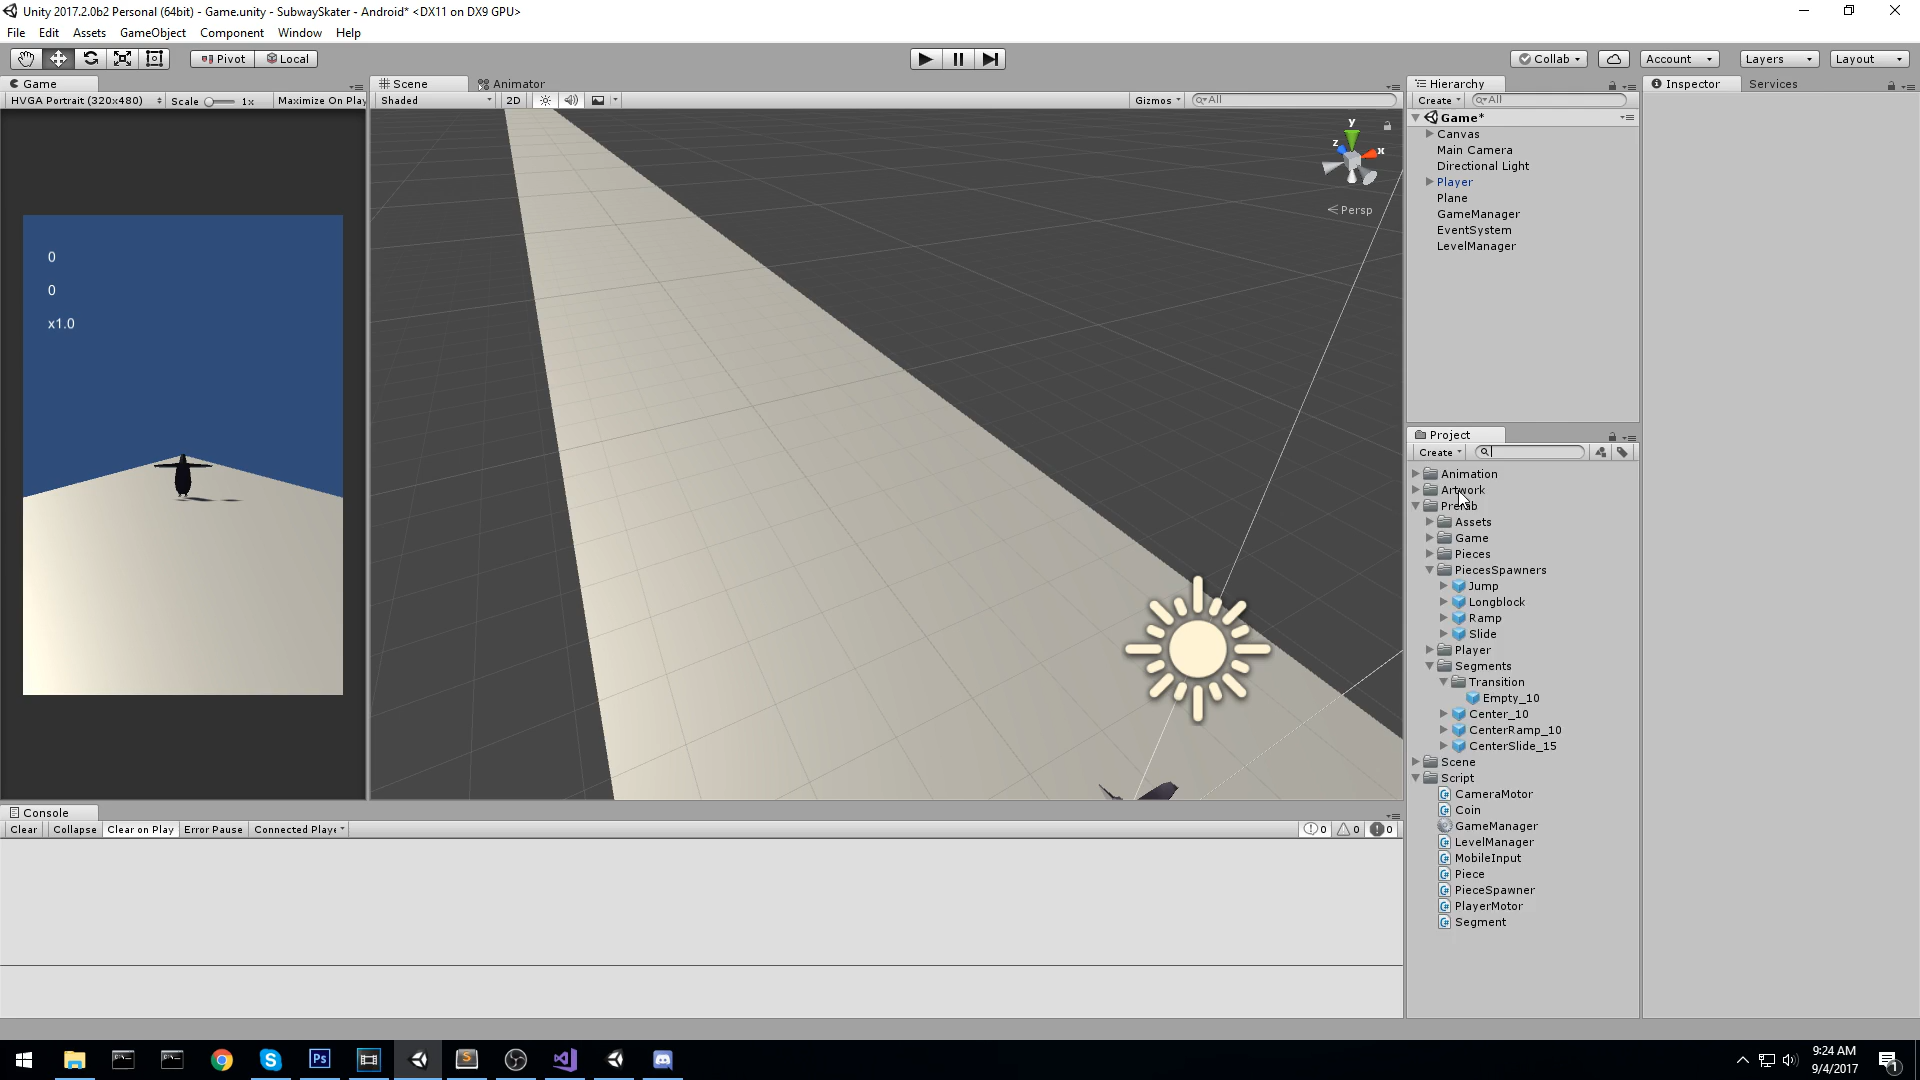 Unity 2017.2.0b2 Personal (64bit) - Game.unity - SubwaySkater - Android* <DX11 on DX9 GPU>
File Edit Assets GameObject Component Window Help
Pivot Local Collab Account Layers Layout
Game Scene Animator Hierarchy Inspector Services
HVGA Portrait (320x480) Scale 1x Maximize On Play Shaded 2D Gizmos All Create All
Game*
Canvas
Main Camera
Directional Light
Player
Plane
GameManager
EventSystem
LevelManager
y
z
x
Persp
0
0
x1.0
Project
Create
Animation
Artwork
Prefab
Assets
Game
Pieces
PiecesSpawners
Jump
Longblock
Ramp
Slide
Player
Segments
Transition
Empty_10
Center_10
CenterRamp_10
CenterSlide_15
Scene
Script
CameraMotor
Coin
GameManager
LevelManager
MobileInput
Piece
PieceSpawner
PlayerMotor
Segment
Console
Clear Collapse Clear on Play Error Pause Connected Playe 0 0 0
9:24 AM
9/4/2017
Ps
S
1